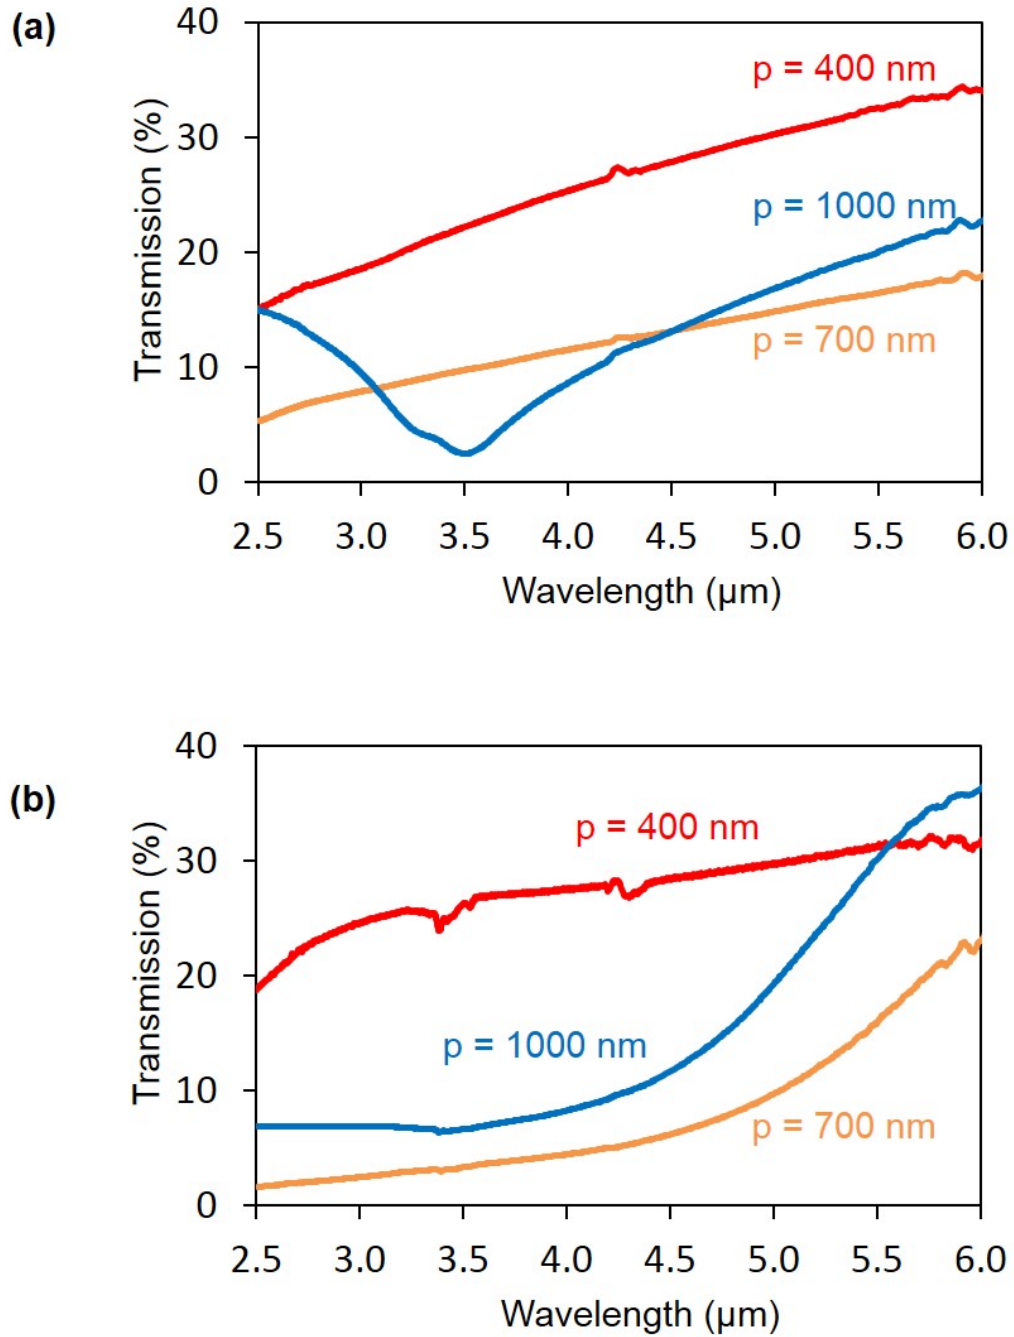 (a)
40
p = 400 nm
30
p = 1000 nm
20
p = 700 nm
10
0
Transmission (%)
2.5 3.0 3.5 4.0 4.5 5.0 5.5 6.0
Wavelength (μm)
(b)
40
p = 400 nm
30
20
p = 1000 nm
10
p = 700 nm
0
Transmission (%)
2.5 3.0 3.5 4.0 4.5 5.0 5.5 6.0
Wavelength (μm)